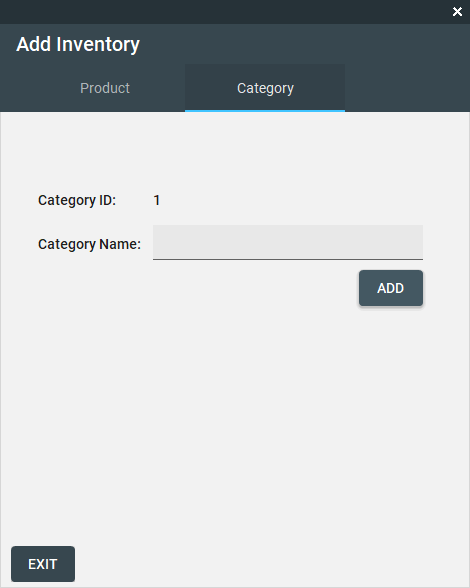 Add Inventory
Product
Category
Category ID: 1
Category Name:
ADD
EXIT